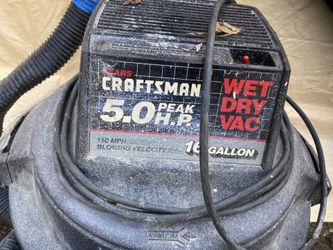 SEARS
CRAFTSMAN
5.0 PEAK
H.P.
WET
DRY
VAC
150 MPH
BLOWING VELOCITY
16 GALLON